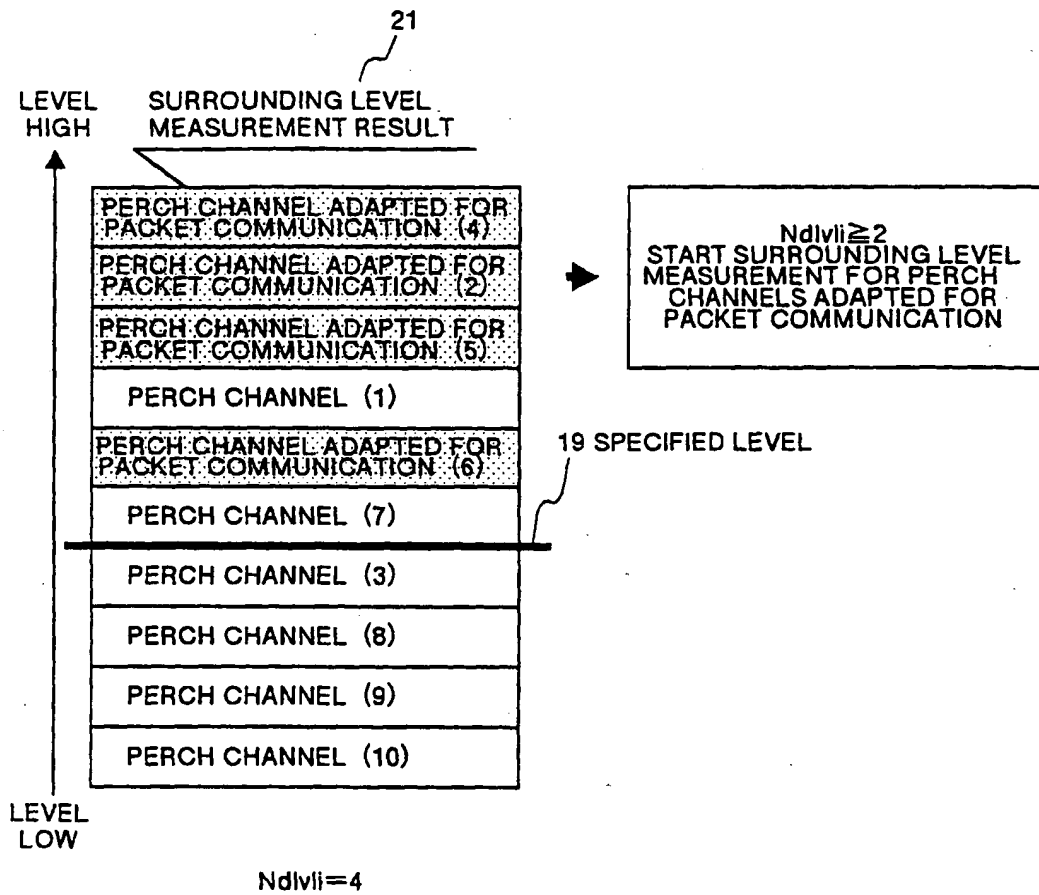 21
LEVEL
HIGH
SURROUNDING LEVEL
MEASUREMENT RESULT
PERCH CHANNEL ADAPTED FOR
PACKET COMMUNICATION (4)
PERCH CHANNEL ADAPTED FOR
PACKET COMMUNICATION (2)
PERCH CHANNEL ADAPTED FOR
PACKET COMMUNICATION (5)
PERCH CHANNEL (1)
PERCH CHANNEL ADAPTED FOR
PACKET COMMUNICATION (6)
PERCH CHANNEL (7)
PERCH CHANNEL (3)
PERCH CHANNEL (8)
PERCH CHANNEL (9)
PERCH CHANNEL (10)
LEVEL
LOW
Ndlvli≧2
START SURROUNDING LEVEL
MEASUREMENT FOR PERCH
CHANNELS ADAPTED FOR
PACKET COMMUNICATION
19 SPECIFIED LEVEL
Ndlvli=4